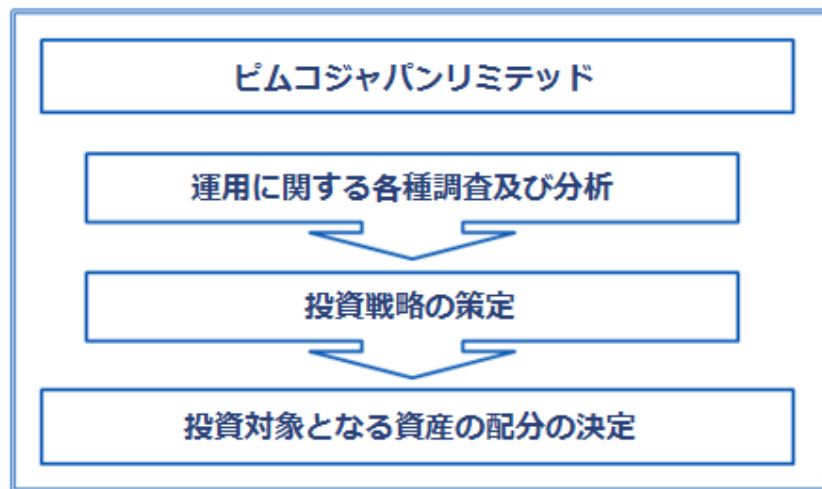 ピムコジャパンリミテッド
運用に関する各種調査及び分析
投資戦略の策定
投資対象となる資産の配分の決定